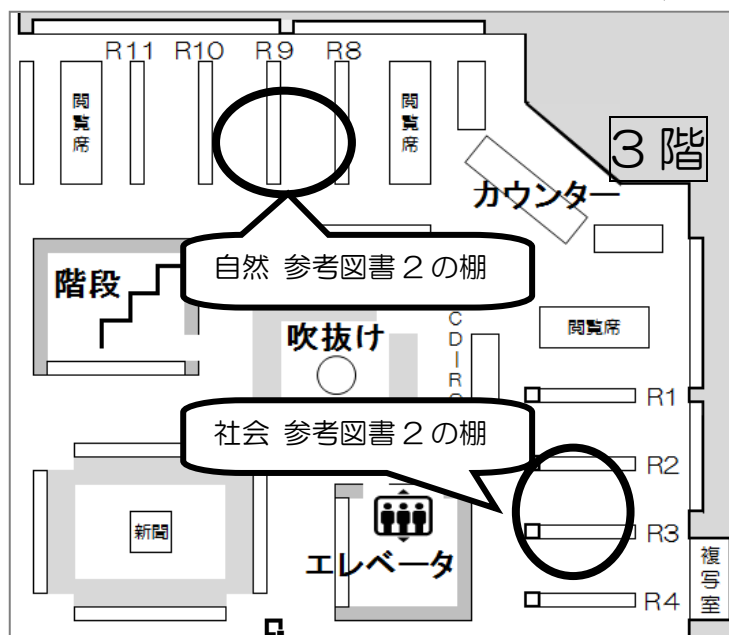 R11 R10 R9 R8
閲覧席
閲覧席
3階
カウンター
自然 参考図書2の棚
階段
吹抜け
CDIRO
閲覧席
R1
社会 参考図書2の棚
R2
新聞
エレベータ
R3
複写室
R4